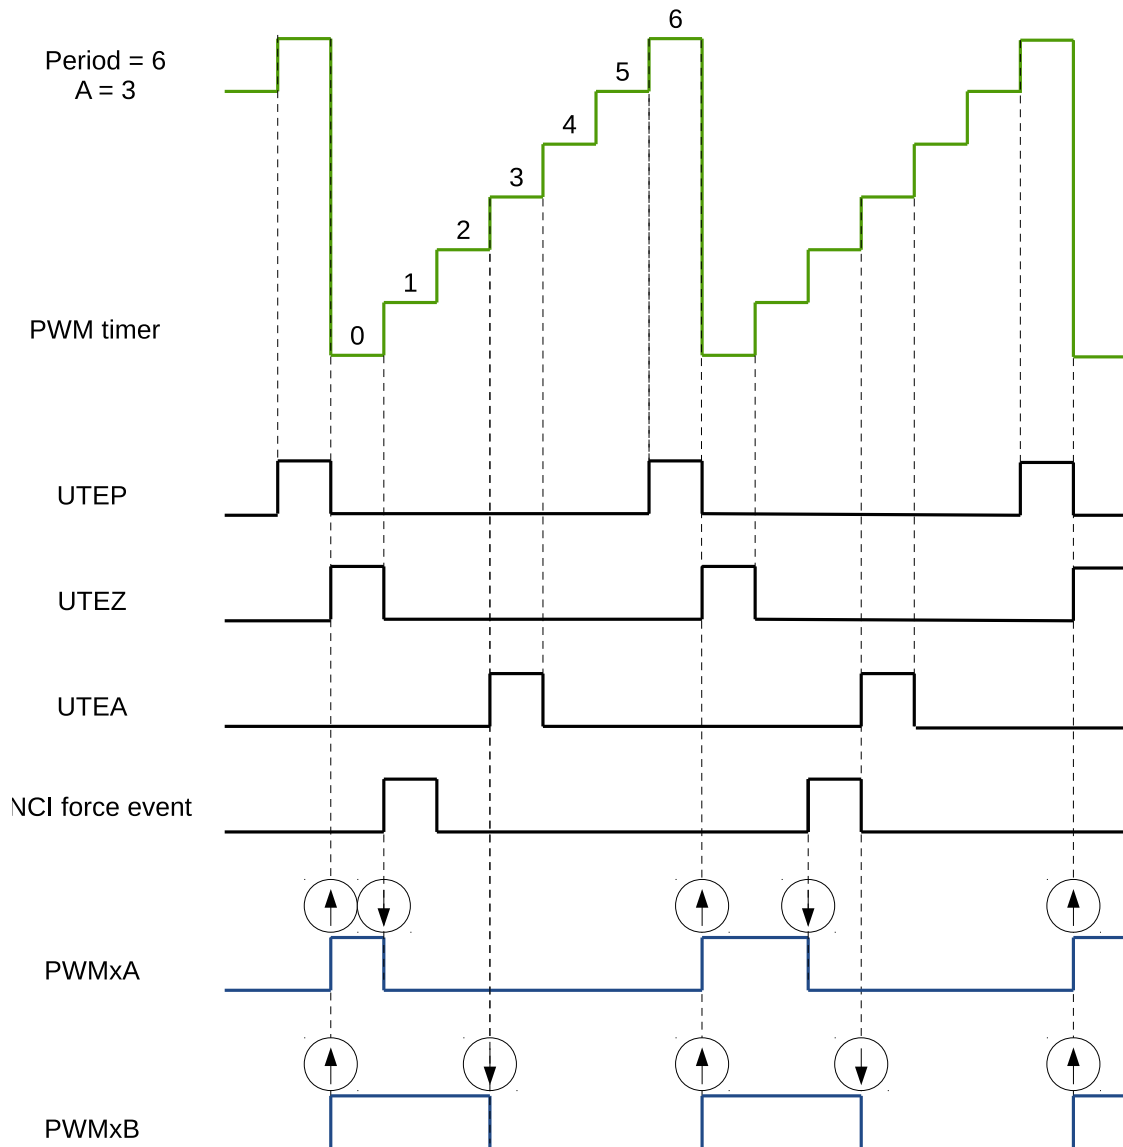 6
Period = 6
A = 3
5
4
3
2
1
0
PWM timer
UTEP
UTEZ
UTEA
NCI force event
PWMxA
PWMxB